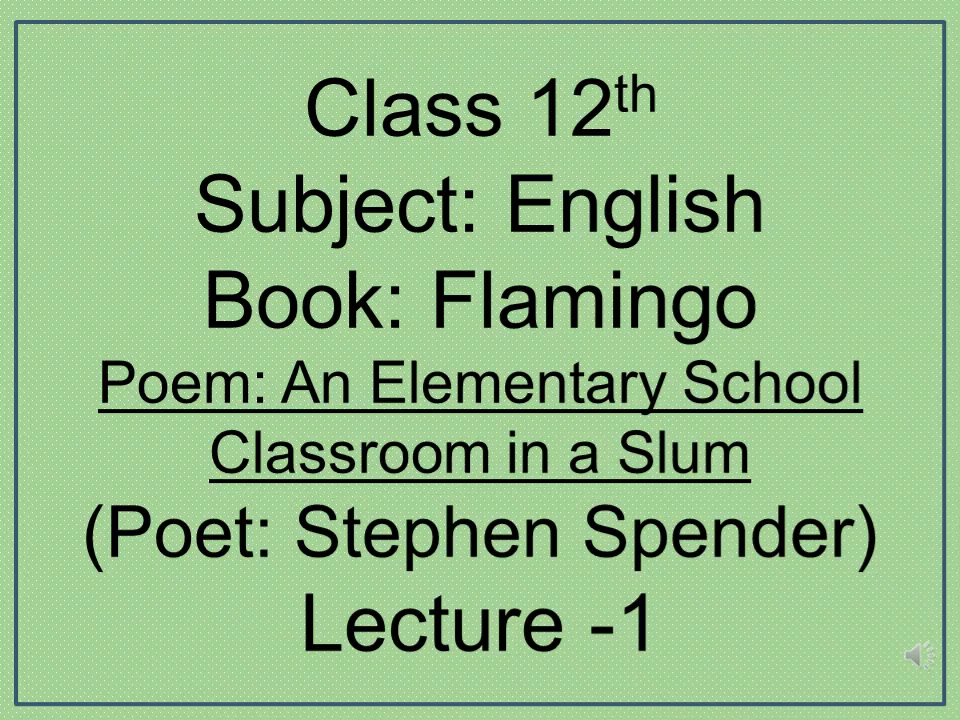 Class 12th
Subject: English
Book: Flamingo
Poem: An Elementary School
Classroom in a Slum
(Poet: Stephen Spender)
Lecture -1